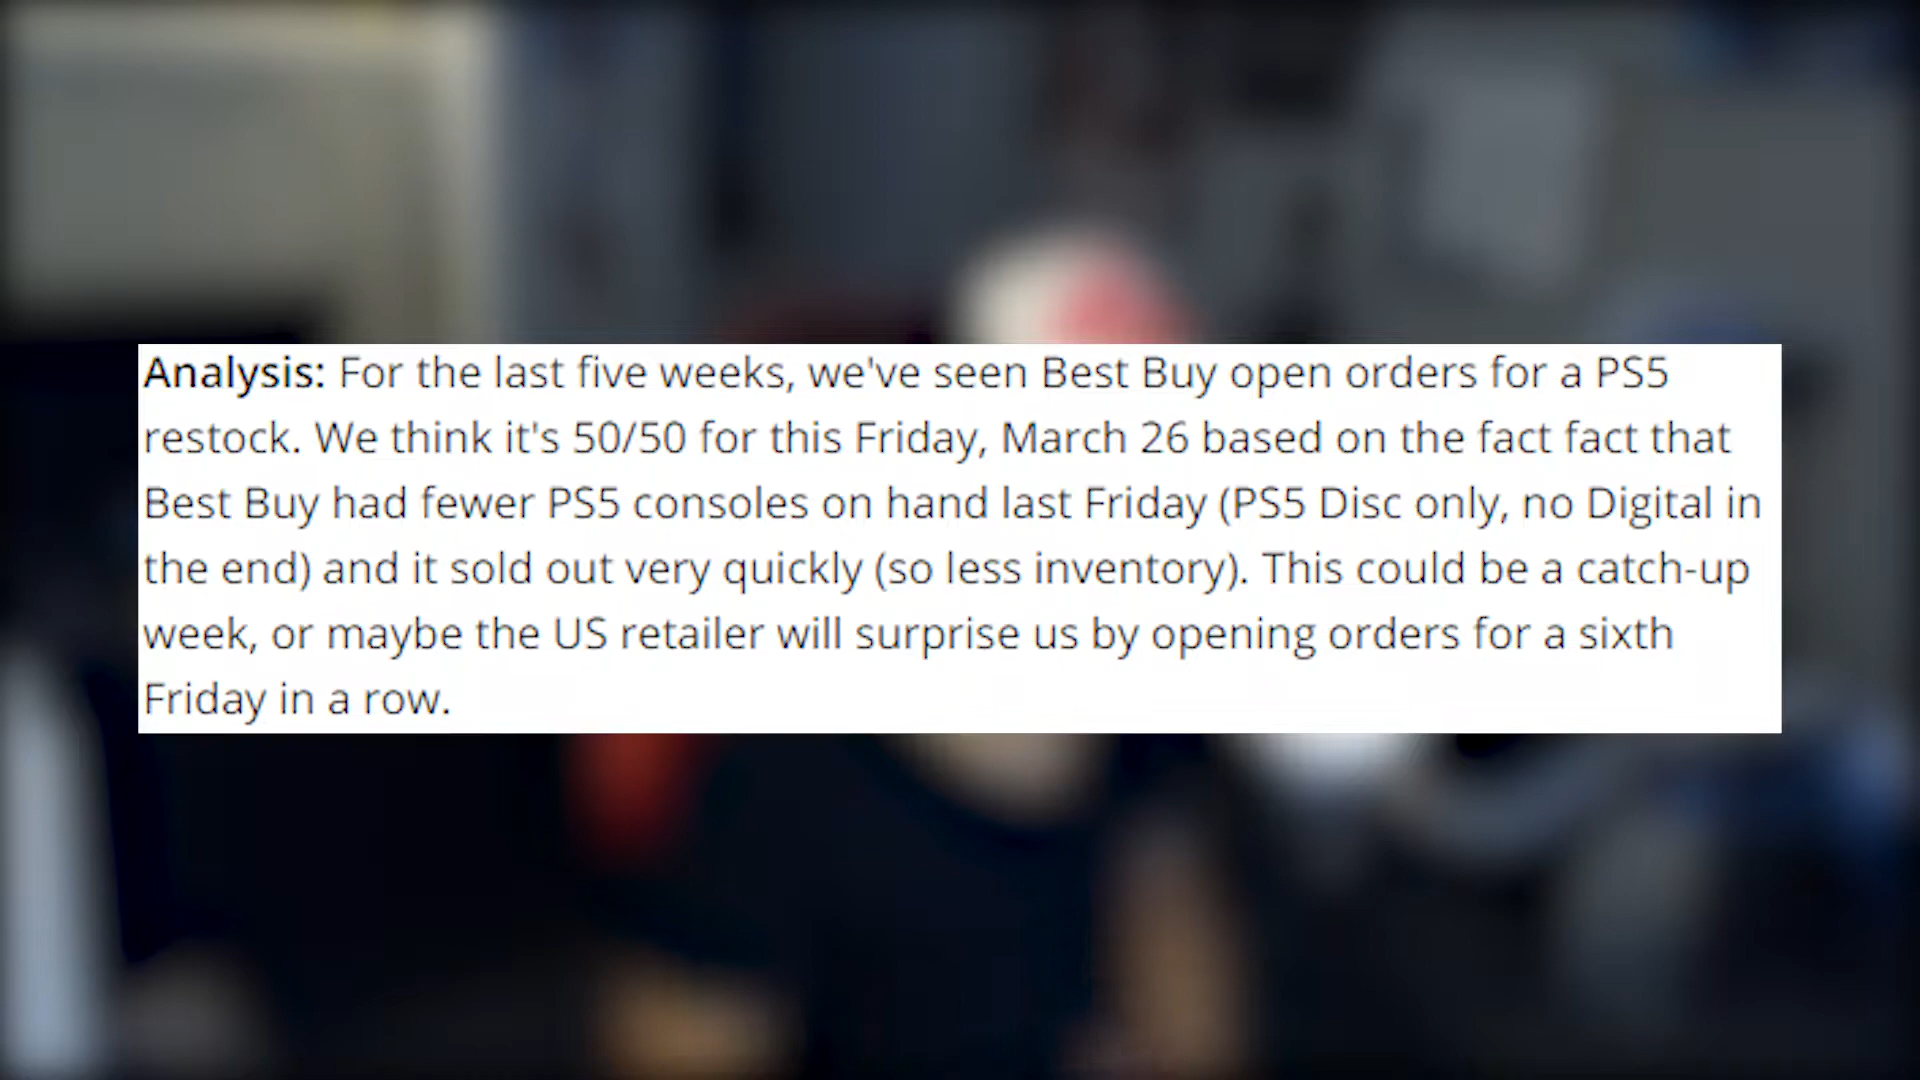 Analysis: For the last five weeks, we've seen Best Buy open orders for a PS5
restock. We think it's 50/50 for this Friday, March 26 based on the fact fact that
Best Buy had fewer PS5 consoles on hand last Friday (PS5 Disc only, no Digital in
the end) and it sold out very quickly (so less inventory). This could be a catch-up
week, or maybe the US retailer will surprise us by opening orders for a sixth
Friday in a row.